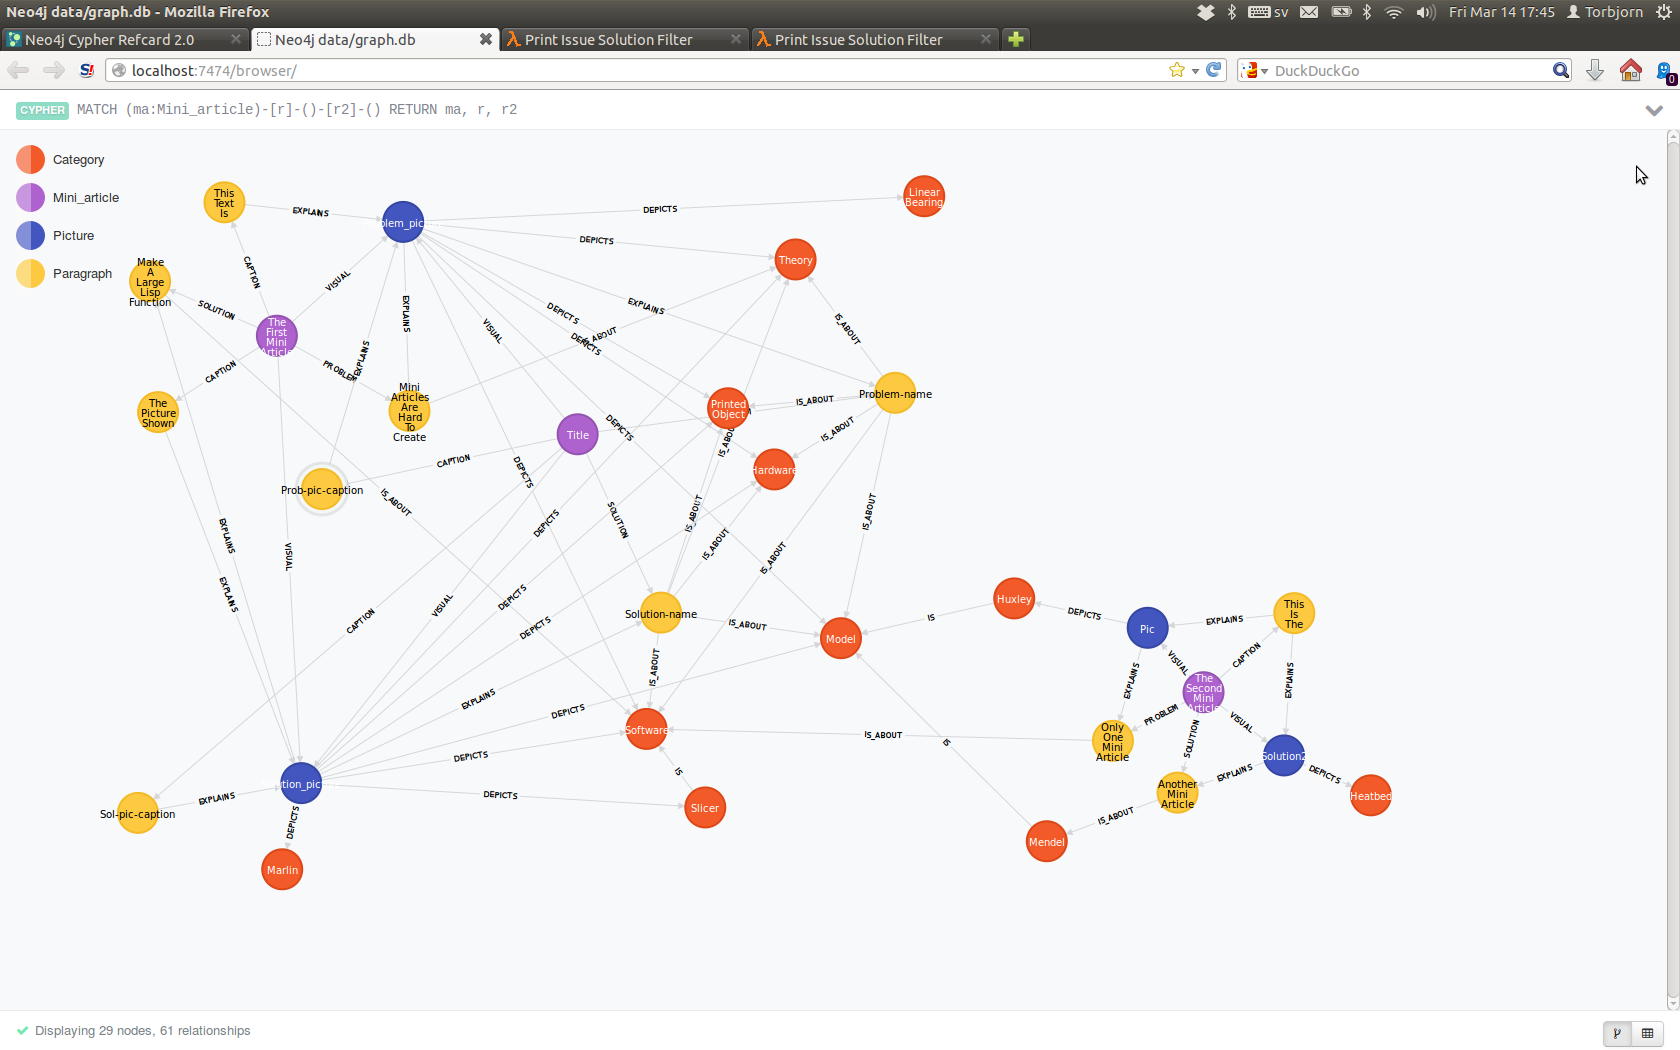 Neo4j data/graph.db - Mozilla Firefox
sv
Fri Mar 14 17:45
Torbjorn
Neo4j Cypher Refcard 2.0
Neo4j data/graph.db
Print Issue Solution Filter
Print Issue Solution Filter
localhost:7474/browser/
DuckDuckGo
0
CYPHER
MATCH (ma:Mini_article)-[r]-()-[r2]-() RETURN ma, r, r2
Category
Mini_article
Picture
Paragraph
This
Text
Is
EXPLAINS
DEPICTS
Linear
Bearing
DEPICTS
Theory
CAPTION
VISUAL
Make
A
Large
Lisp
Function
SOLUTION
EXPLAINS
VISUAL
DEPICTS
EXPLAINS
IS_ABOUT
DEPICTS
The
First
Mini
Article
CAPTION
PROBLEM
EXPLAINS
The
Picture
Shown
Mini
Articles
Are
Hard
To
Create
Title
DEPICTS
Printed
Object
IS_ABOUT
Problem-name
IS_ABOUT
IS_ABOUT
Hardware
CAPTION
DEPICTS
Prob-pic-caption
IS_ABOUT
SOLUTION
DEPICTS
IS_ABOUT
IS_ABOUT
IS_ABOUT
IS_ABOUT
EXPLAINS
VISUAL
EXPLAINS
CAPTION
VISUAL
DEPICTS
DEPICTS
Solution-name
IS_ABOUT
Model
IS
Huxley
DEPICTS
Pic
EXPLAINS
This
Is
The
IS_ABOUT
EXPLAINS
DEPICTS
DEPICTS
Software
IS_ABOUT
IS
VISUAL
CAPTION
EXPLAINS
EXPLAINS
The
Second
Mini
Article
PROBLEM
VISUAL
SOLUTION
Only
One
Mini
Article
Solution2
EXPLAINS
DEPICTS
Heatbed
Another
Mini
Article
IS_ABOUT
Mendel
IS
Slicer
DEPICTS
Sol-pic-caption
EXPLAINS
DEPICTS
Marlin
Displaying 29 nodes, 61 relationships